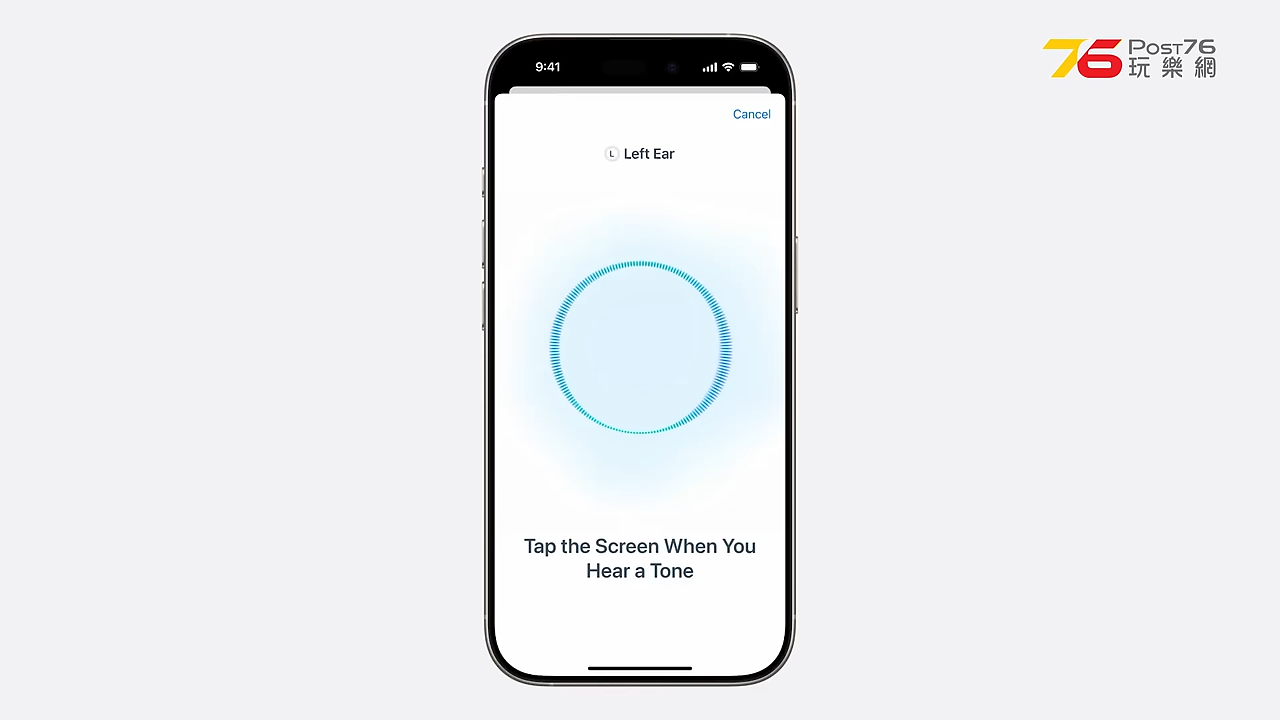 76 POST76
玩樂網
9:41
Cancel
L Left Ear
Tap the Screen When You
Hear a Tone